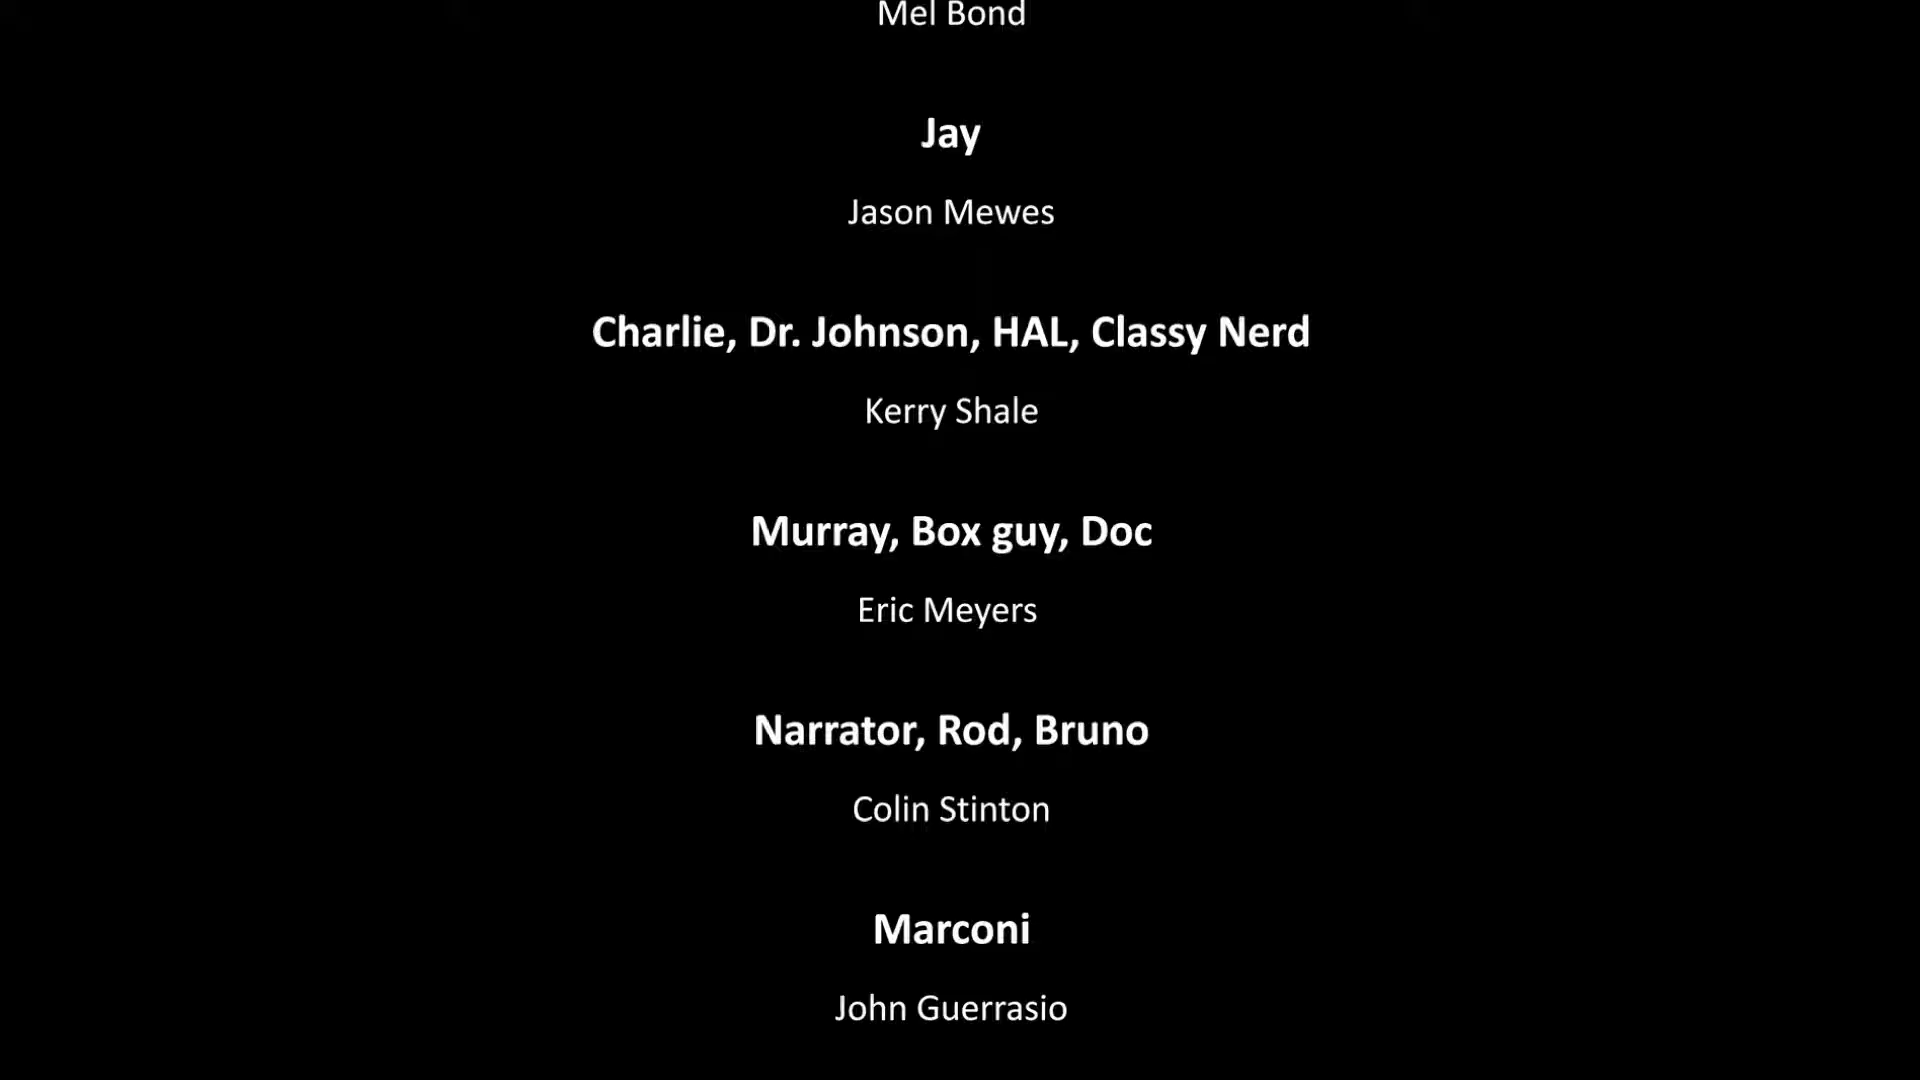 Mel Bond
Jay
Jason Mewes
Charlie, Dr. Johnson, HAL, Classy Nerd
Kerry Shale
Murray, Box guy, Doc
Eric Meyers
Narrator, Rod, Bruno
Colin Stinton
Marconi
John Guerrasio